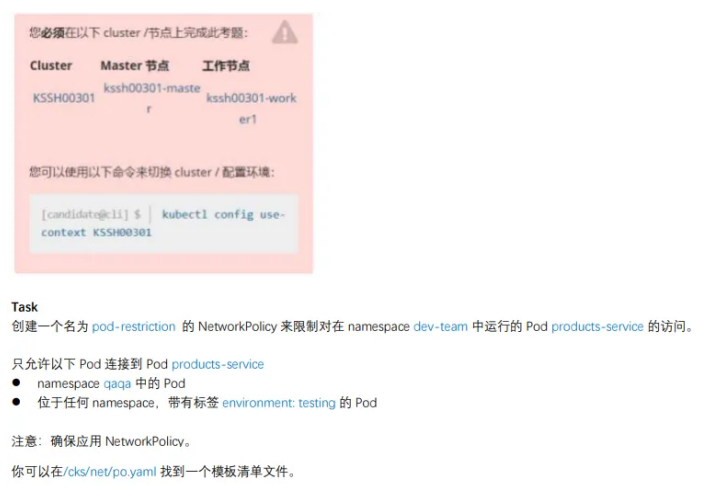 您必须在以下 cluster /节点上完成此考题：
Cluster Master 节点 工作节点
KSSH00301 kssh00301-maste
r
kssh00301-work
er1
您可以使用以下命令来切换 cluster / 配置环境：
[candidate@cli] $ | kubectl config use-
context KSSH00301
Task
创建一个名为 pod-restriction 的 NetworkPolicy 来限制对在 namespace dev-team 中运行的 Pod products-service 的访问。
只允许以下 Pod 连接到 Pod products-service
● namespace qaqa 中的 Pod
● 位于任何 namespace，带有标签 environment: testing 的 Pod
注意：确保应用 NetworkPolicy。
你可以在/cks/net/po.yaml 找到一个模板清单文件。